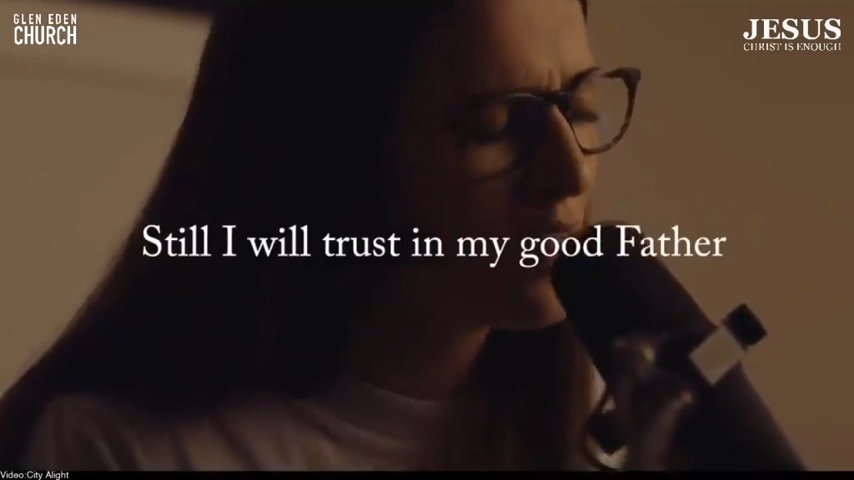 GLEN EDEN
CHURCH
JESUS
CHRIST IS ENOUGH
Still I will trust in my good Father
Video:City Alight